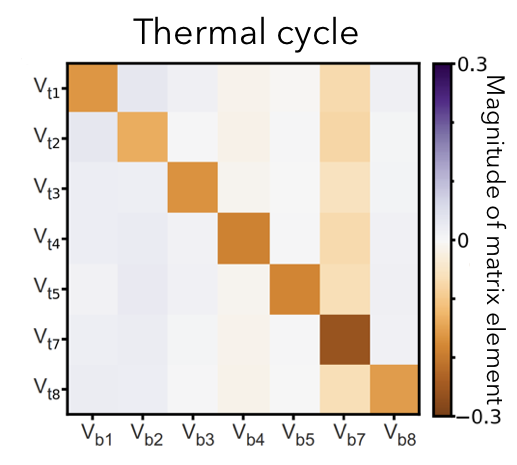 Thermal cycle
Vt1
Vt2
Vt3
Vt4
Vt5
Vt7
Vt8
Vb1 Vb2 Vb3 Vb4 Vb5 Vb7 Vb8
0.3
0
-0.3
Magnitude of matrix element